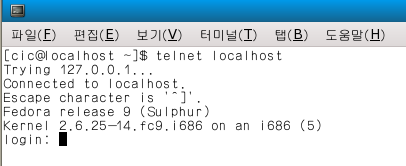 파일(F) 편집(E) 보기(V) 터미널(T) 탭(B) 도움말(H)
[cic@localhost ~]$ telnet localhost
Trying 127.0.0.1...
Connected to localhost.
Escape character is '^]'.
Fedora release 9 (Sulphur)
Kernel 2.6.25-14.fc9.i686 on an i686 (5)
login: